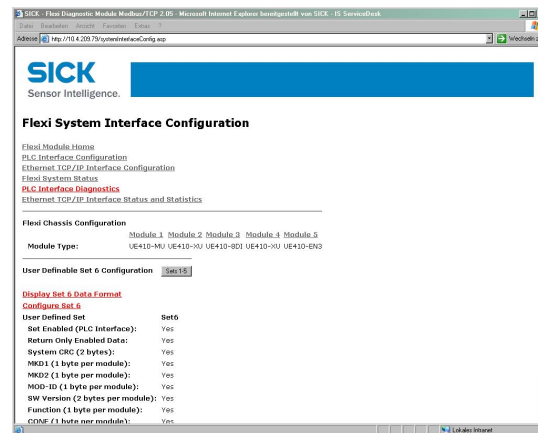 SICK - Flexi Diagnostic Module Modbus/TCP 2.05 - Microsoft Internet Explorer bereitgestellt von SICK - IS ServiceDesk
Datei Bearbeiten Ansicht Favoriten Extras ?
Adresse http://10.4.209.79/systemInterfaceConfig.asp Wechseln z
SICK
Sensor Intelligence.
Flexi System Interface Configuration
Flexi Module Home
PLC Interface Configuration
Ethernet TCP/IP Interface Configuration
Flexi System Status
PLC Interface Diagnostics
Ethernet TCP/IP Interface Status and Statistics
Flexi Chassis Configuration
Module 1 Module 2 Module 3 Module 4 Module 5
Module Type: UE410-MU UE410-XU UE410-8DI UE410-XU UE410-EN3
User Definable Set 6 Configuration Sets 1-5
Display Set 6 Data Format
Configure Set 6
User Defined Set Set6
Set Enabled (PLC Interface): Yes
Return Only Enabled Data: Yes
System CRC (2 bytes): Yes
MKD1 (1 byte per module): Yes
MKD2 (1 byte per module): Yes
MOD-ID (1 byte per module): Yes
SW Version (2 bytes per module): Yes
Function (1 byte per module): Yes
CONF (1 byte per module): Yes
Lokales Intranet